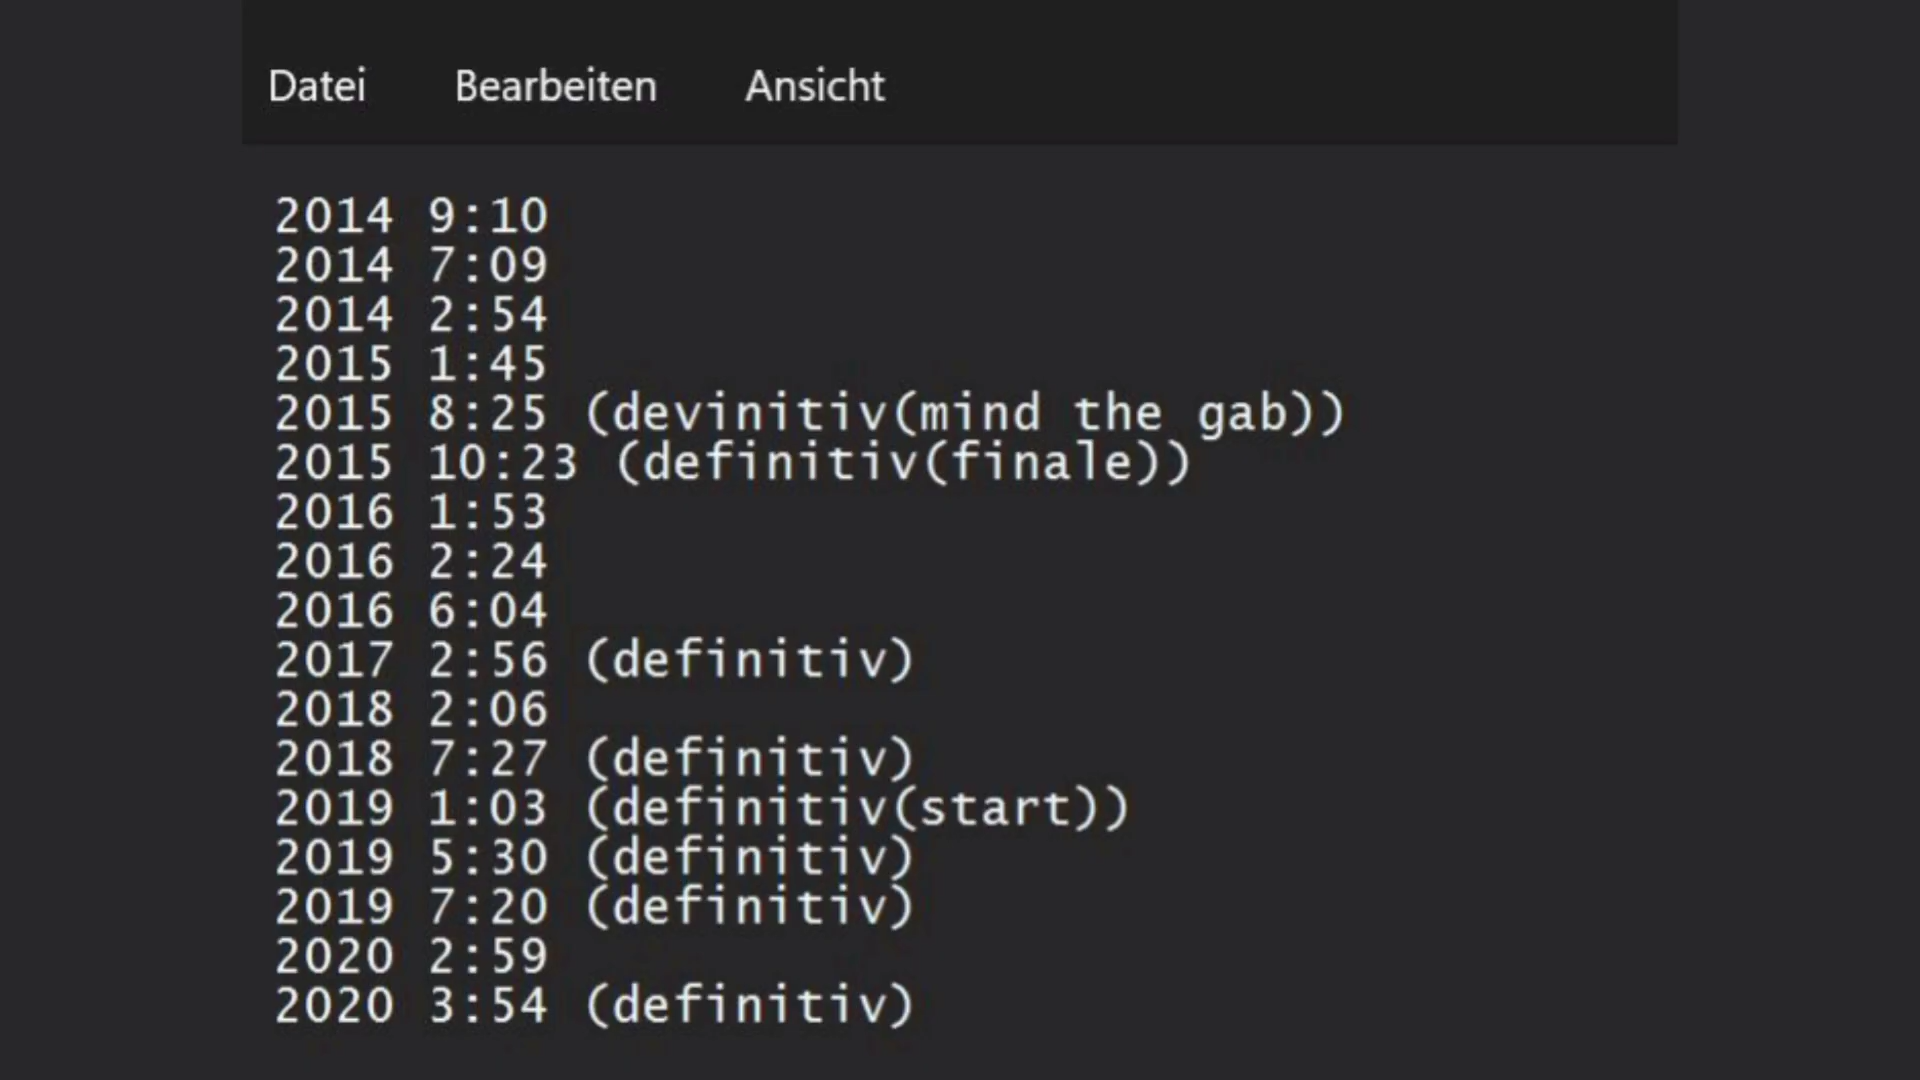 Datei Bearbeiten Ansicht
2014 9:10
2014 7:09
2014 2:54
2015 1:45
2015 8:25 (devinitiv(mind the gab))
2015 10:23 (definitiv(finale))
2016 1:53
2016 2:24
2016 6:04
2017 2:56 (definitiv)
2018 2:06
2018 7:27 (definitiv)
2019 1:03 (definitiv(start))
2019 5:30 (definitiv)
2019 7:20 (definitiv)
2020 2:59
2020 3:54 (definitiv)